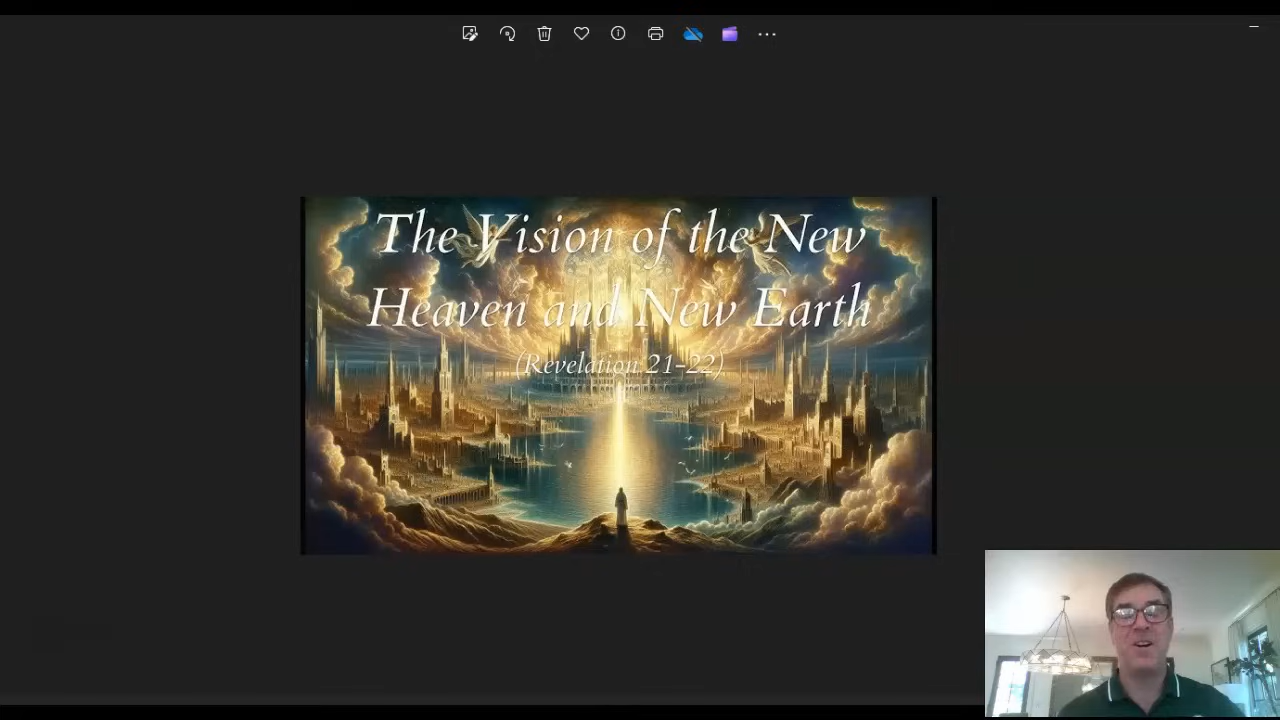 The Vision of the New
Heaven and New Earth
(Revelation 21-22)